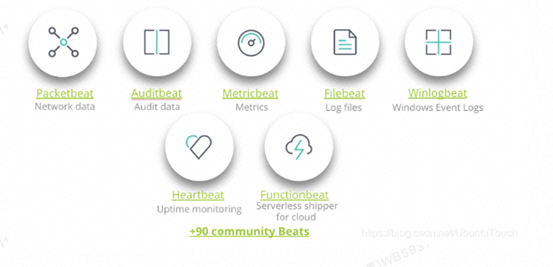 Packetbeat Auditbeat Metricbeat Filebeat Winlogbeat
Network data Audit data Metrics Log files Windows Event Logs
Heartbeat Functionbeat
Uptime monitoring Serverless shipper
for cloud
+90 community Beats
https://blog.csdn.net/UbuntuTouch